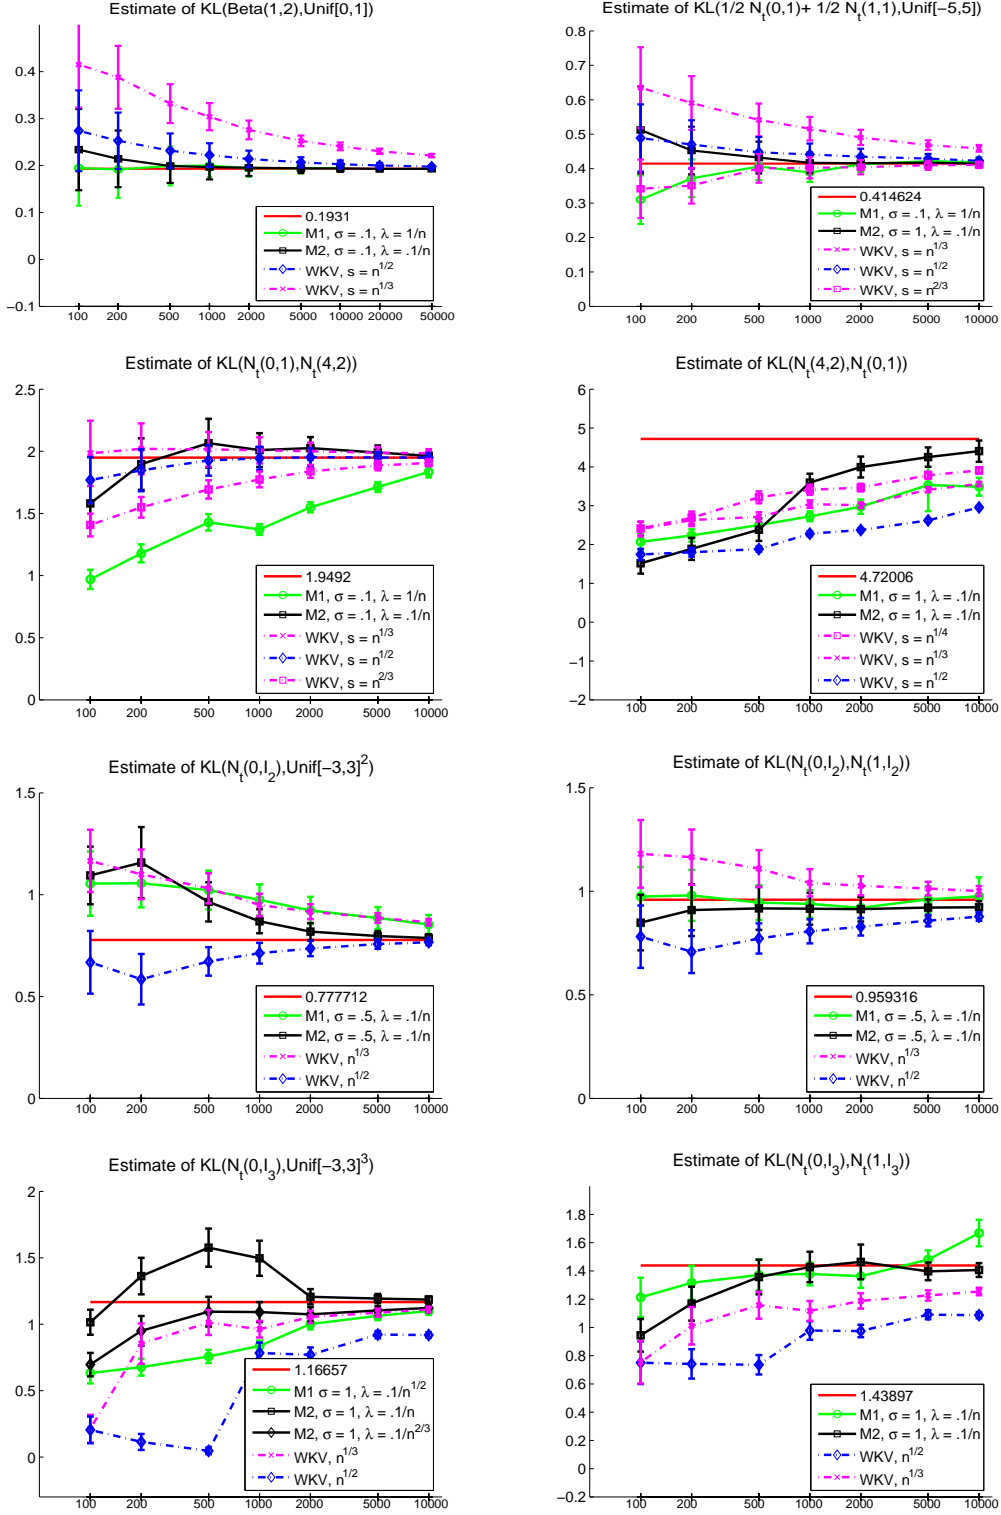 Estimate of KL(Beta(1,2),Unif[0,1])
0.4
0.3
0.2
0.1
0
−0.1
100 200 500 1000 2000 5000 10000 20000 50000
0.1931
M1, σ = .1, λ = 1/n
M2, σ = .1, λ = .1/n
WKV, s = n^{1/2}
WKV, s = n^{1/3}
Estimate of KL(1/2 N_t(0,1)+ 1/2 N_t(1,1),Unif[−5,5])
0.8
0.7
0.6
0.5
0.4
0.3
0.2
0.1
0
100 200 500 1000 2000 5000 10000
0.414624
M1, σ = .1, λ = 1/n
M2, σ = 1, λ = .1/n
WKV, s = n^{1/3}
WKV, s = n^{1/2}
WKV, s = n^{2/3}
Estimate of KL(N_t(0,1),N_t(4,2))
2.5
2
1.5
1
0.5
0
100 200 500 1000 2000 5000 10000
1.9492
M1, σ = .1, λ = 1/n
M2, σ = .1, λ = .1/n
WKV, s = n^{1/3}
WKV, s = n^{1/2}
WKV, s = n^{2/3}
Estimate of KL(N_t(4,2),N_t(0,1))
6
5
4
3
2
1
0
−1
−2
100 200 500 1000 2000 5000 10000
4.72006
M1, σ = 1, λ = .1/n
M2, σ = 1, λ = .1/n
WKV, s = n^{1/4}
WKV, s = n^{1/3}
WKV, s = n^{1/2}
Estimate of KL(N_t(0,I_2),Unif[−3,3]^2)
1.5
1
0.5
0
100 200 500 1000 2000 5000 10000
0.777712
M1, σ = .5, λ = .1/n
M2, σ = .5, λ = .1/n
WKV, n^{1/3}
WKV, n^{1/2}
Estimate of KL(N_t(0,I_2),N_t(1,I_2))
1.5
1
0.5
0
100 200 500 1000 2000 5000 10000
0.959316
M1, σ = .5, λ = .1/n
M2, σ = .5, λ = .1/n
WKV, n^{1/3}
WKV, n^{1/2}
Estimate of KL(N_t(0,I_3),Unif[−3,3]^3)
2
1.5
1
0.5
0
100 200 500 1000 2000 5000 10000
1.16657
M1 σ = 1, λ = .1/n^{1/2}
M2, σ = 1, λ = .1/n
M2, σ = 1, λ = .1/n^{2/3}
WKV, n^{1/3}
WKV, n^{1/2}
Estimate of KL(N_t(0,I_3),N_t(1,I_3))
1.8
1.6
1.4
1.2
1
0.8
0.6
0.4
0.2
0
−0.2
100 200 500 1000 2000 5000 10000
1.43897
M1, σ = 1, λ = .1/n
M2, σ = 1, λ = .1/n
WKV, n^{1/2}
WKV, n^{1/3}